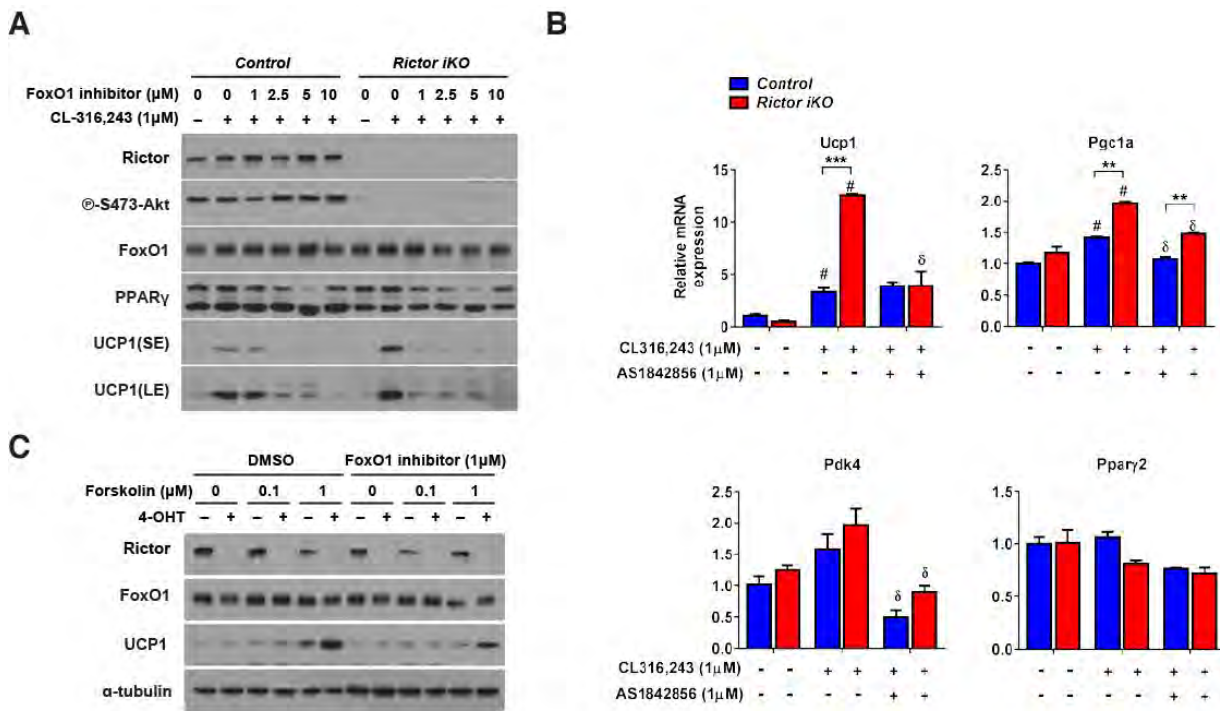 A
Control Rictor iKO
FoxO1 inhibitor (µM) 0 0 1 2.5 5 10 0 0 1 2.5 5 10
CL-316,243 (1µM) – + + + + + – + + + + +
Rictor
Ⓟ-S473-Akt
FoxO1
PPARγ
UCP1(SE)
UCP1(LE)
B
Control
Rictor iKO
Ucp1
Relative mRNA
expression
15
10
5
0
***
# # δ
CL316,243 (1µM) - - + + + +
AS1842856 (1µM) - - - - + +
Pgc1a
2.5
2.0
1.5
1.0
0.5
0.0
** **
# # δ δ
- - + + + +
- - - - + +
C
DMSO FoxO1 inhibitor (1µM)
Forskolin (µM) 0 0.1 1 0 0.1 1
4-OHT – + – + – + – + – + – +
Rictor
FoxO1
UCP1
α-tubulin
Pdk4
2.5
2.0
1.5
1.0
0.5
0.0
δ δ
CL316,243 (1µM) - - + + + +
AS1842856 (1µM) - - - - + +
Pparγ2
1.5
1.0
0.5
0.0
- - + + + +
- - - - + +